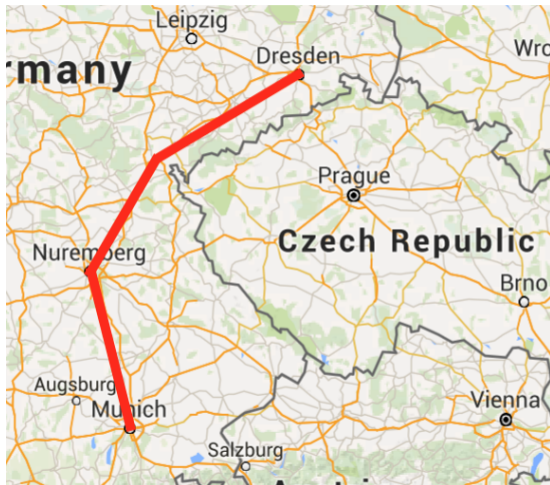 Leipzig
Dresden
Wro
rmany
Prague
Czech Republic
Nuremberg
Brno
Augsburg
Munich
Vienna
Salzburg